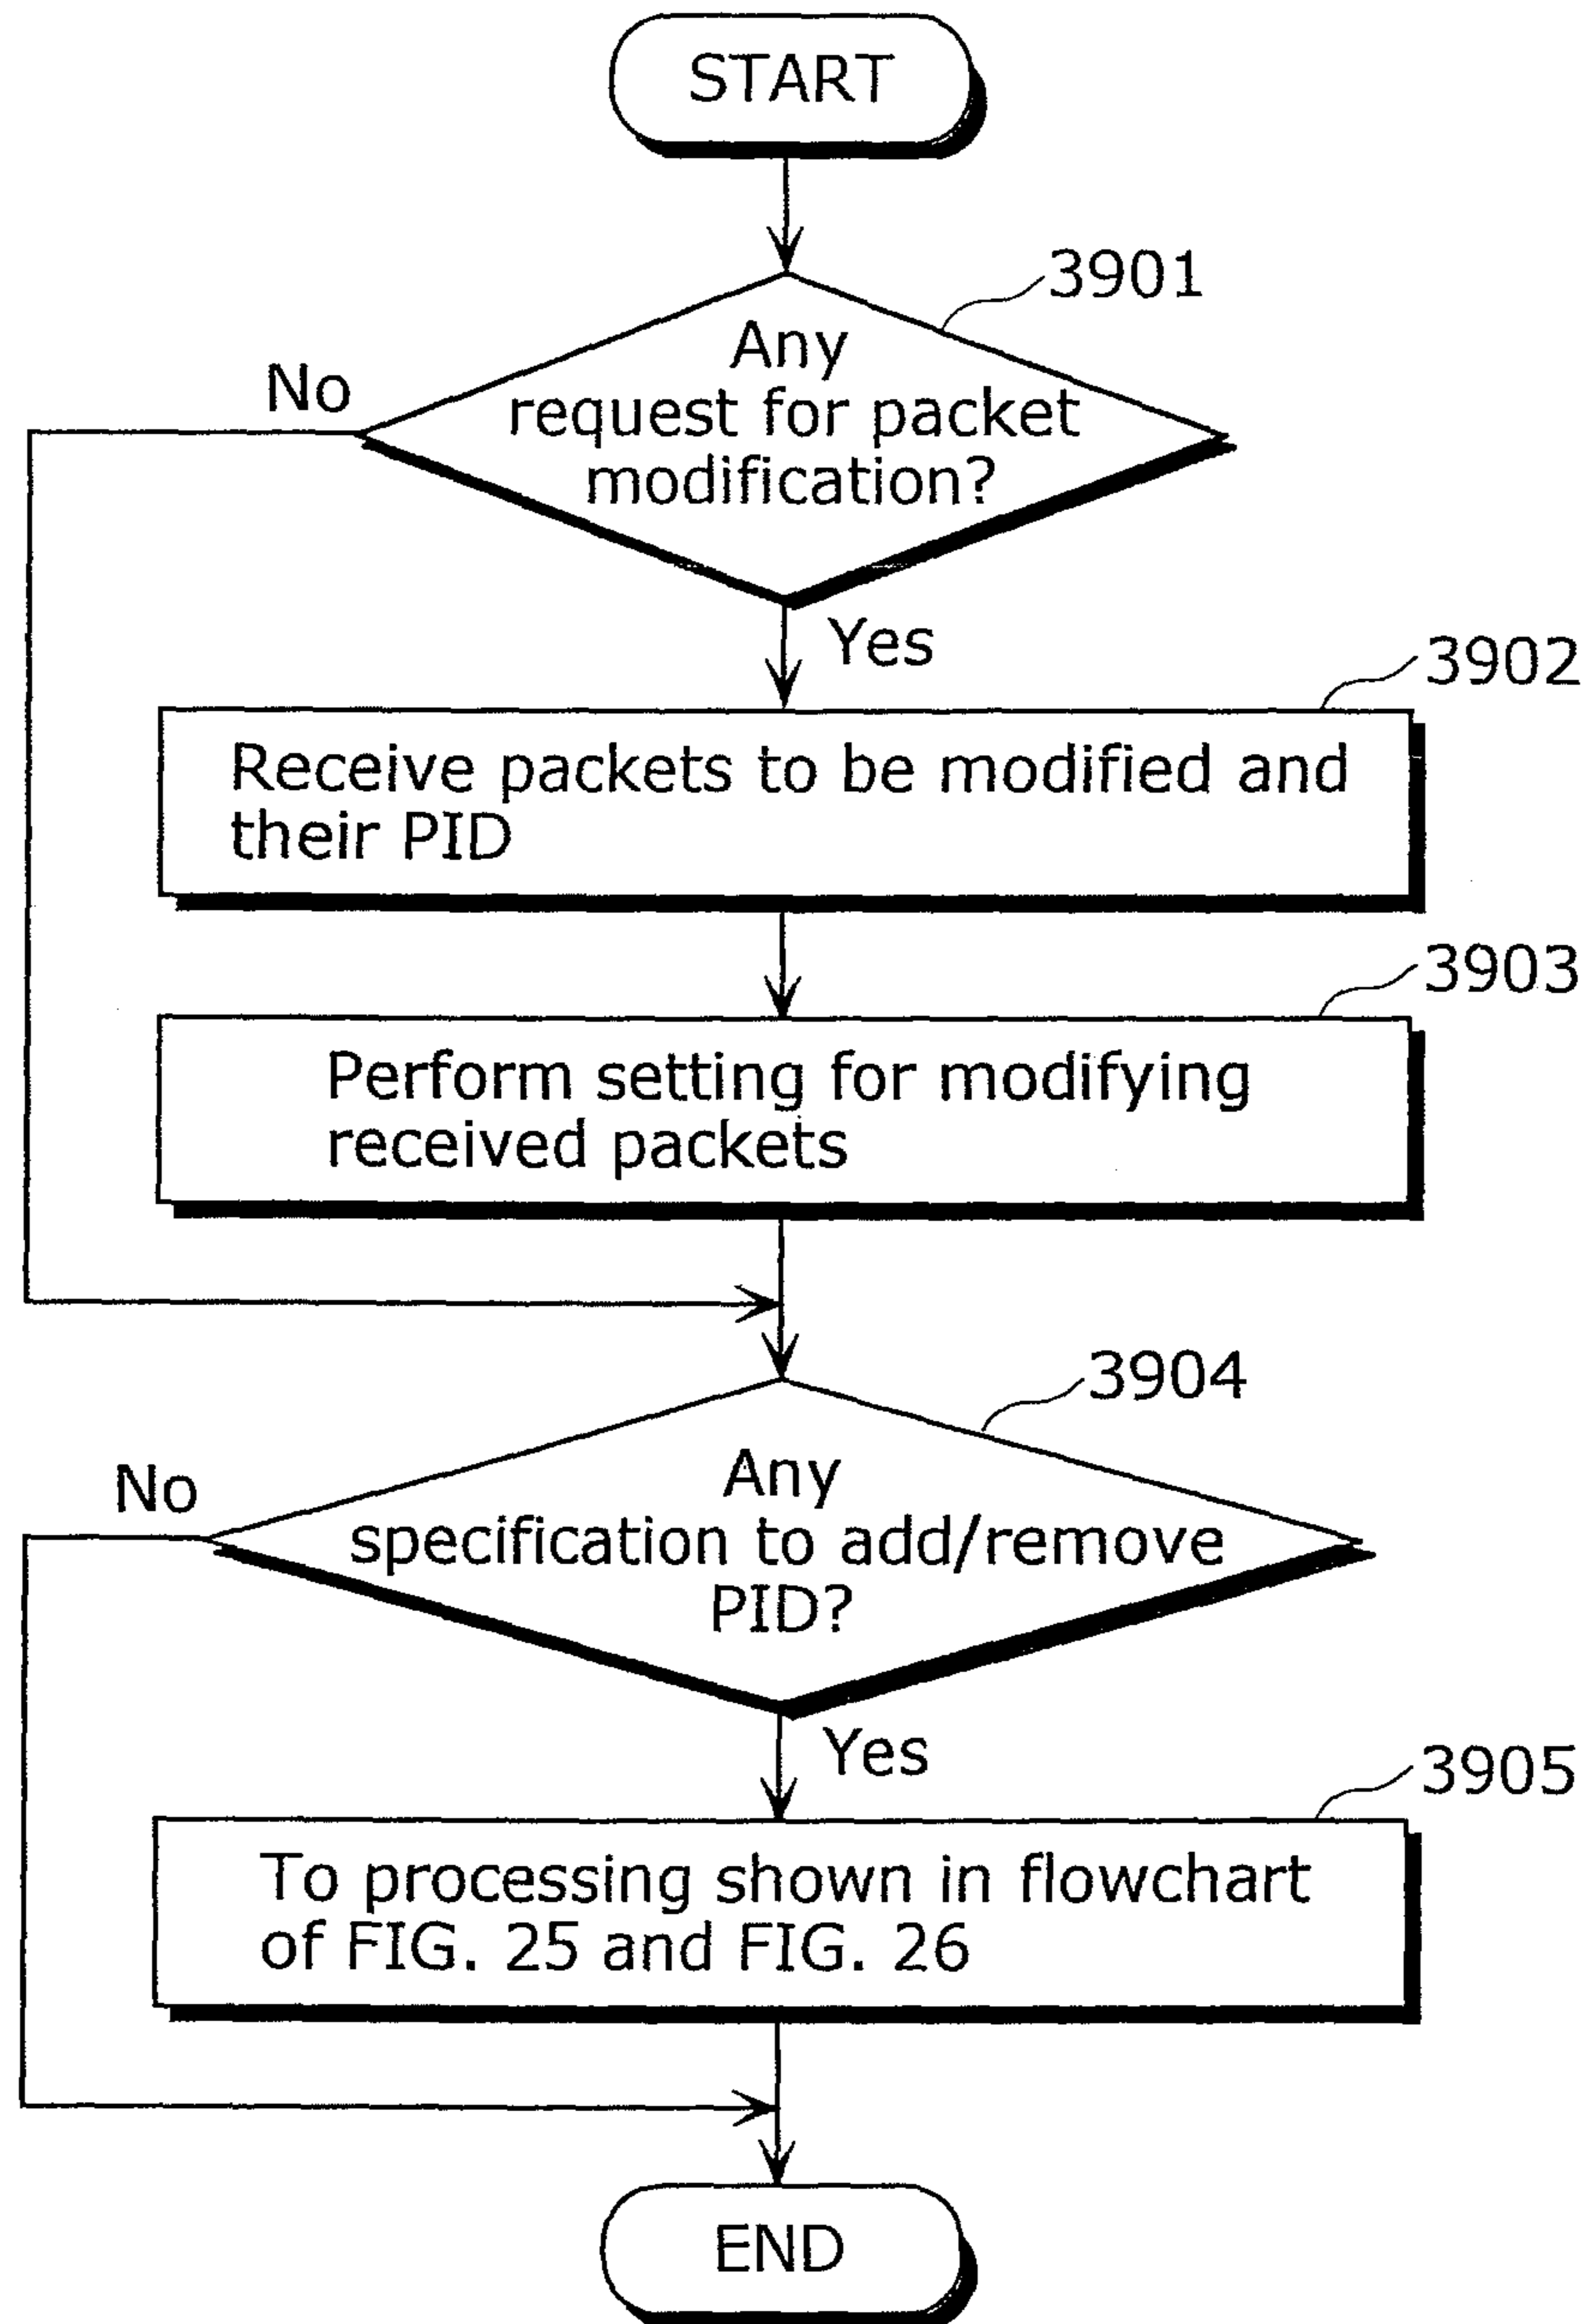 START
3901
Any
request for packet
modification?
No
Yes
3902
Receive packets to be modified and
their PID
3903
Perform setting for modifying
received packets
3904
Any
specification to add/remove
PID?
No
Yes
3905
To processing shown in flowchart
of FIG. 25 and FIG. 26
END